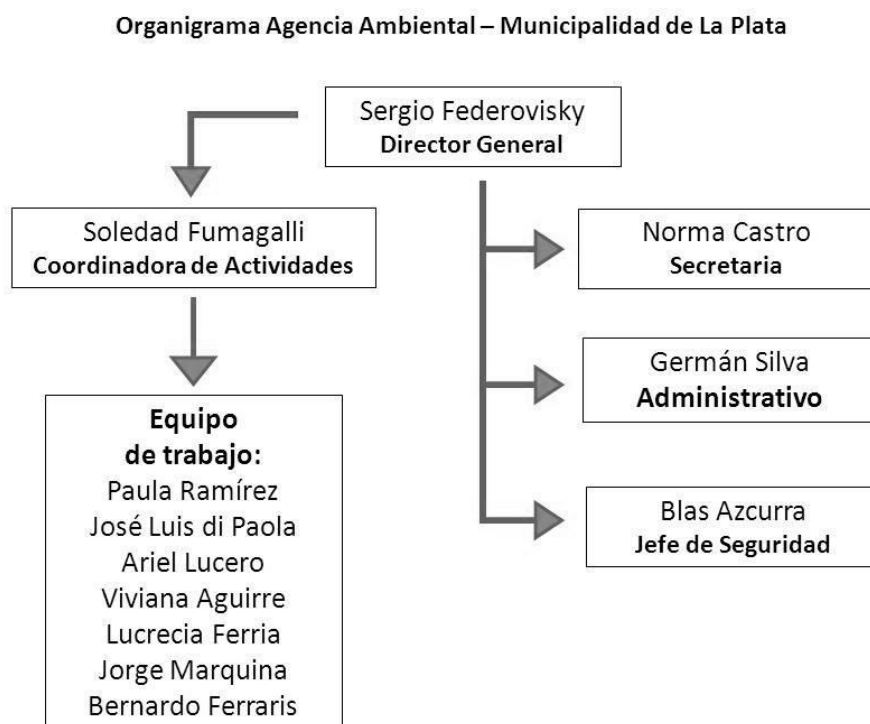 Organigrama Agencia Ambiental – Municipalidad de La Plata
Sergio Federovisky
Director General
Soledad Fumagalli
Coordinadora de Actividades
Norma Castro
Secretaria
Germán Silva
Administrativo
Blas Azcurra
Jefe de Seguridad
Equipo
de trabajo:
Paula Ramírez
José Luis di Paola
Ariel Lucero
Viviana Aguirre
Lucrecia Ferria
Jorge Marquina
Bernardo Ferraris